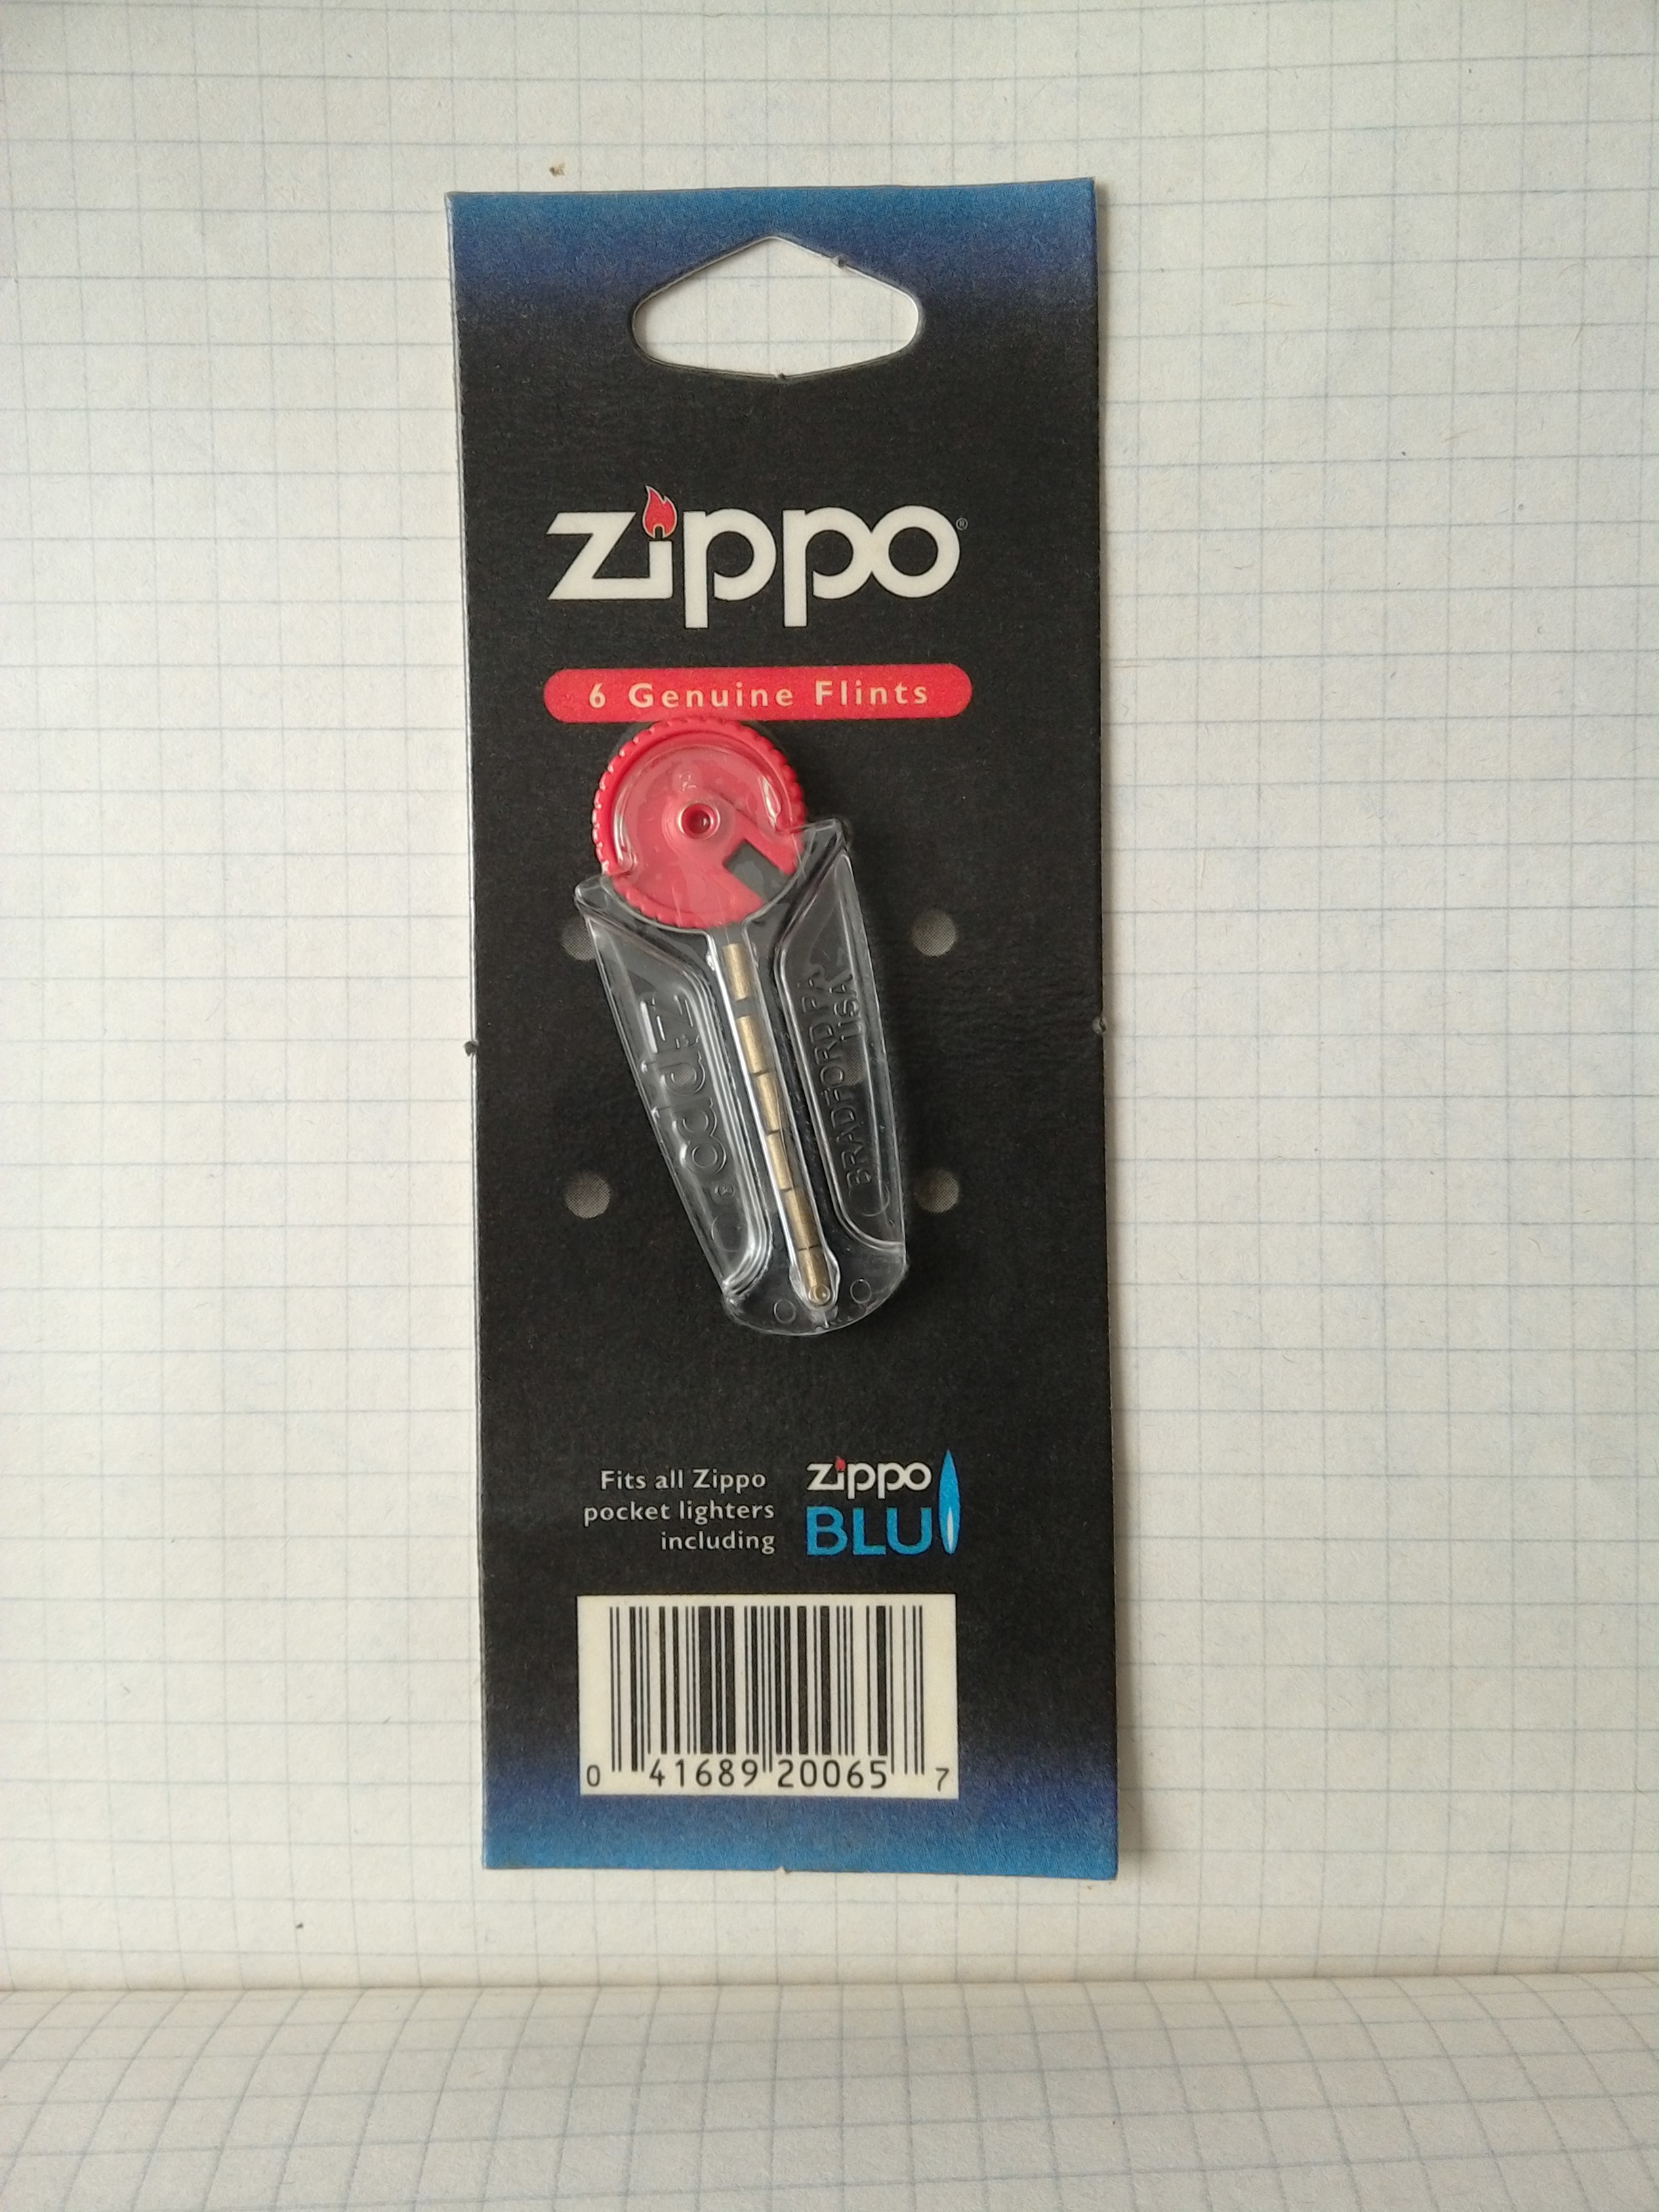 zippo®
6 Genuine Flints
zippo®
BRADFORD PA
USA
Fits all Zippo
pocket lighters
including
zippo
BLU
0 41689 20065 7